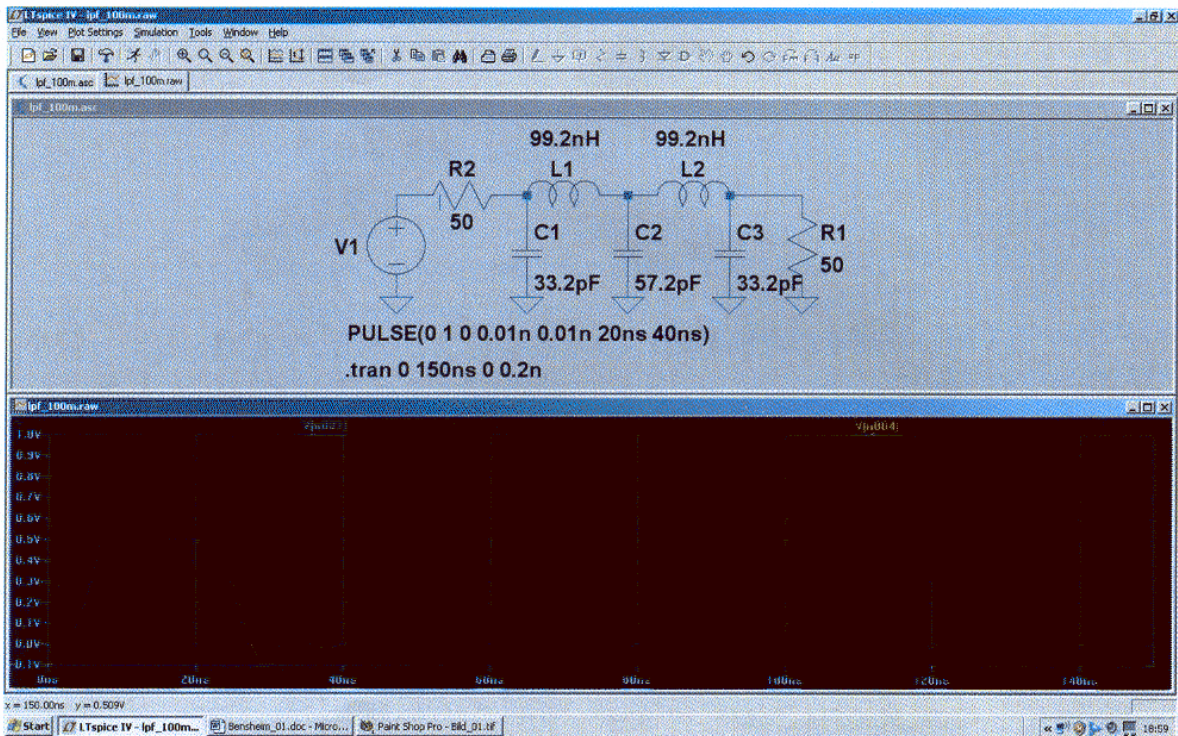 LTspice IV - lpf_100m.raw
File View Plot Settings Simulation Tools Window Help
lpf_100m.asc lpf_100m.raw
lpf_100m.asc
99.2nH 99.2nH
R2 L1 L2
50
V1 C1 C2 C3 R1
50
33.2pF 57.2pF 33.2pF
PULSE(0 1 0 0.01n 0.01n 20ns 40ns)
.tran 0 150ns 0 0.2n
lpf_100m.raw
V(n004)
1.0V
0.9V
0.8V
0.7V
0.6V
0.5V
0.4V
0.3V
0.2V
0.1V
0.0V
-0.1V
0ns 20ns 40ns 60ns 80ns 100ns 120ns 140ns
x = 150.00ns y = 0.509V
Start LTspice IV - lpf_100m... Bensheim_01.doc - Micro... Paint Shop Pro - Bild_01.tif 18:59